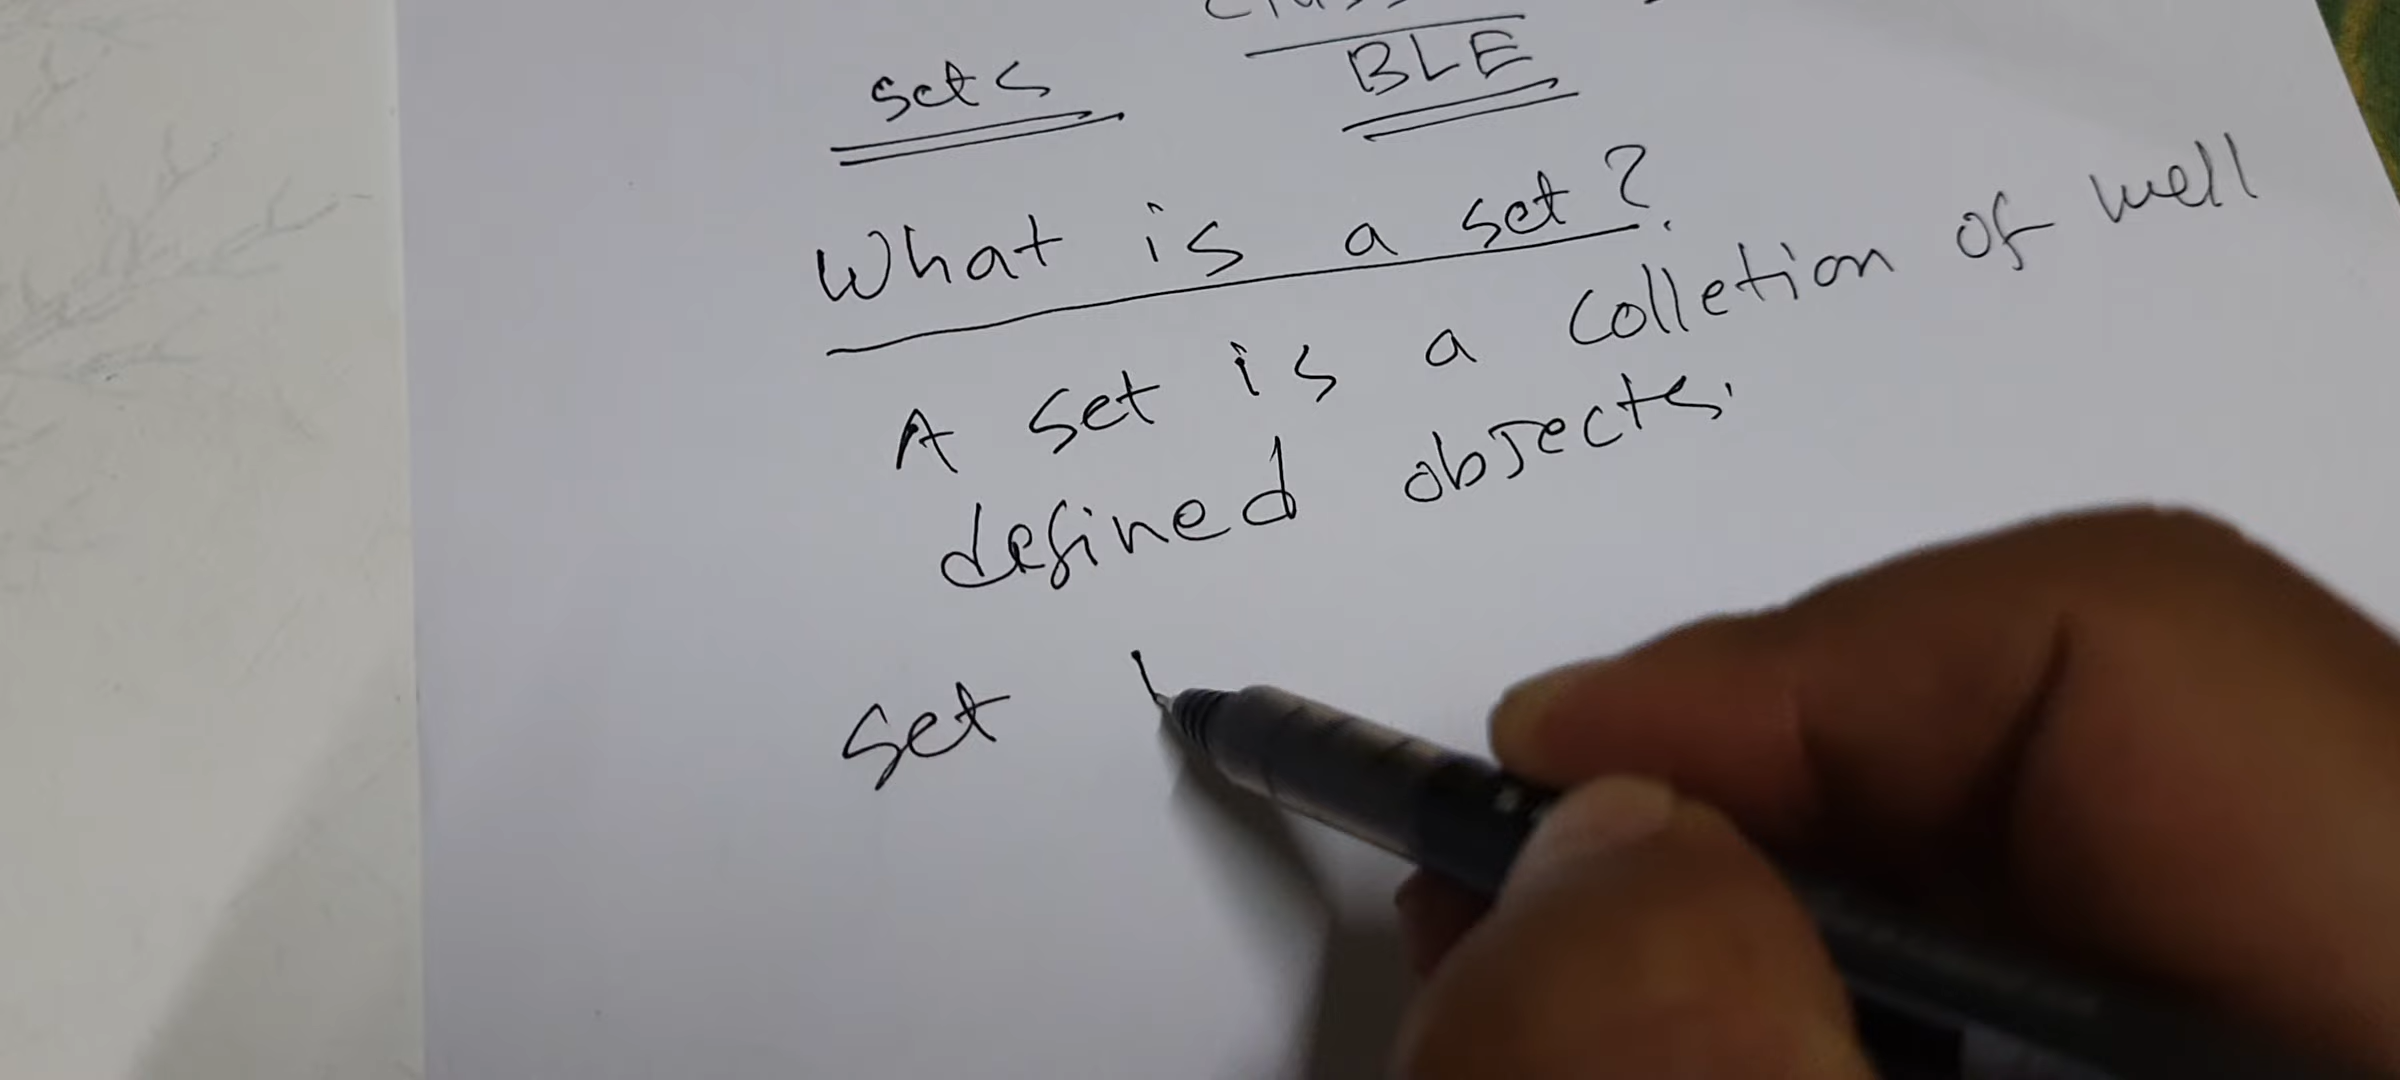 sets
BLE
What is a set?
A set is a colletion of well
defined objects.
set